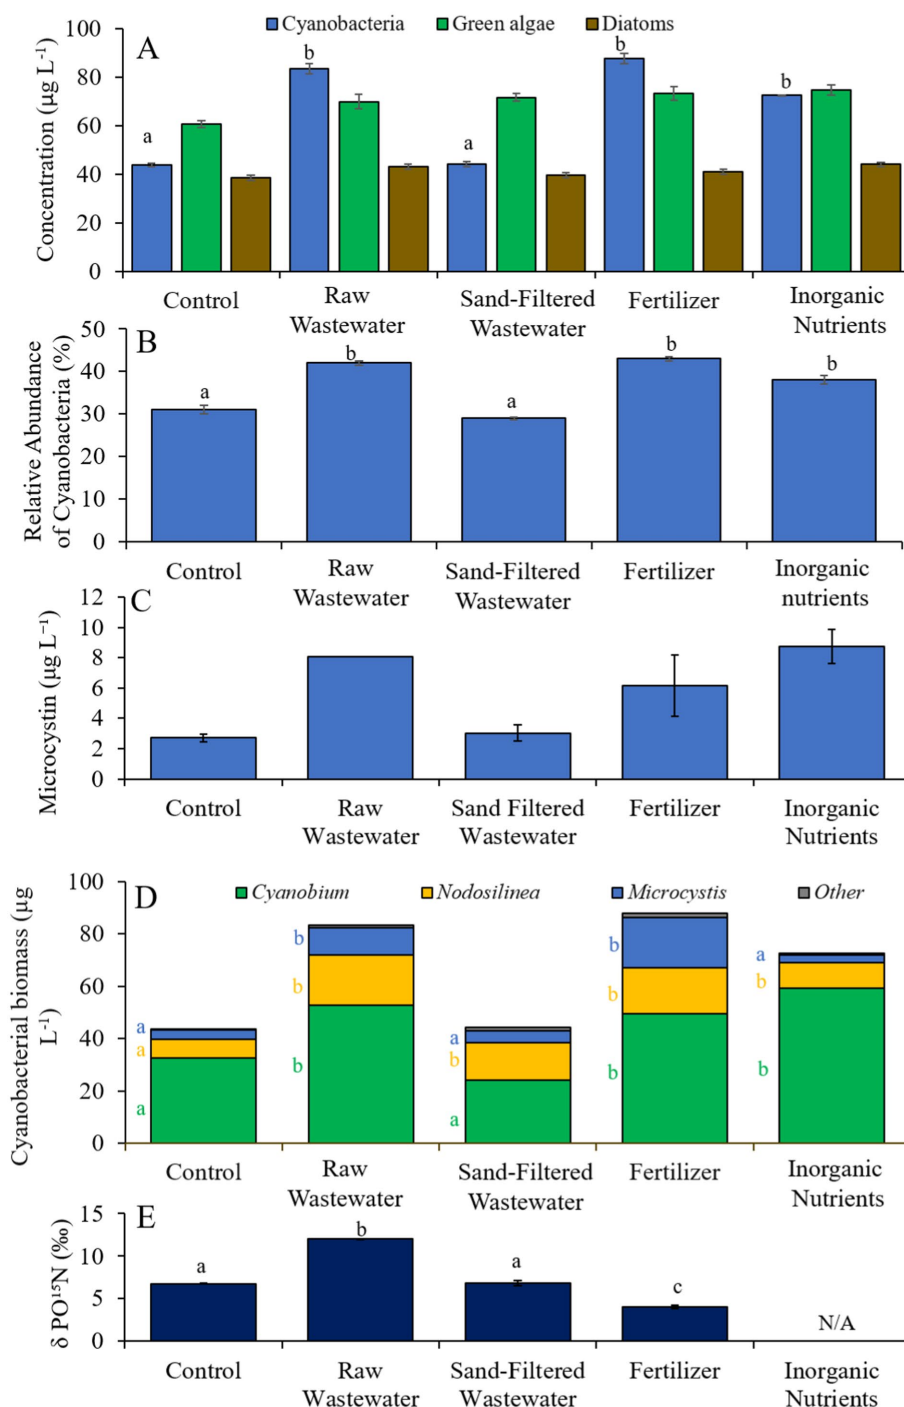 A
Cyanobacteria Green algae Diatoms
Concentration (µg L⁻¹)
100
80
60
40
20
0
a
b
a
b
b
Control
Raw
Wastewater
Sand-Filtered
Wastewater
Fertilizer
Inorganic
Nutrients
B
Relative Abundance
of Cyanobacteria (%)
50
40
30
20
10
0
a
b
a
b
b
Control
Raw
Wastewater
Sand-Filtered
Wastewater
Fertilizer
Inorganic
nutrients
C
Microcystin (µg L⁻¹)
12
10
8
6
4
2
0
Control
Raw
Wastewater
Sand Filtered
Wastewater
Fertilizer
Inorganic
Nutrients
D
Cyanobium Nodosilinea Microcystis Other
Cyanobacterial biomass (µg
L⁻¹)
100
80
60
40
20
0
a
a
a
b
b
b
a
b
a
b
b
b
a
b
b
Control
Raw
Wastewater
Sand-Filtered
Wastewater
Fertilizer
Inorganic
Nutrients
E
δ PO¹⁵N (‰)
15
10
5
0
a
b
a
c
N/A
Control
Raw
Wastewater
Sand-Filtered
Wastewater
Fertilizer
Inorganic
Nutrients